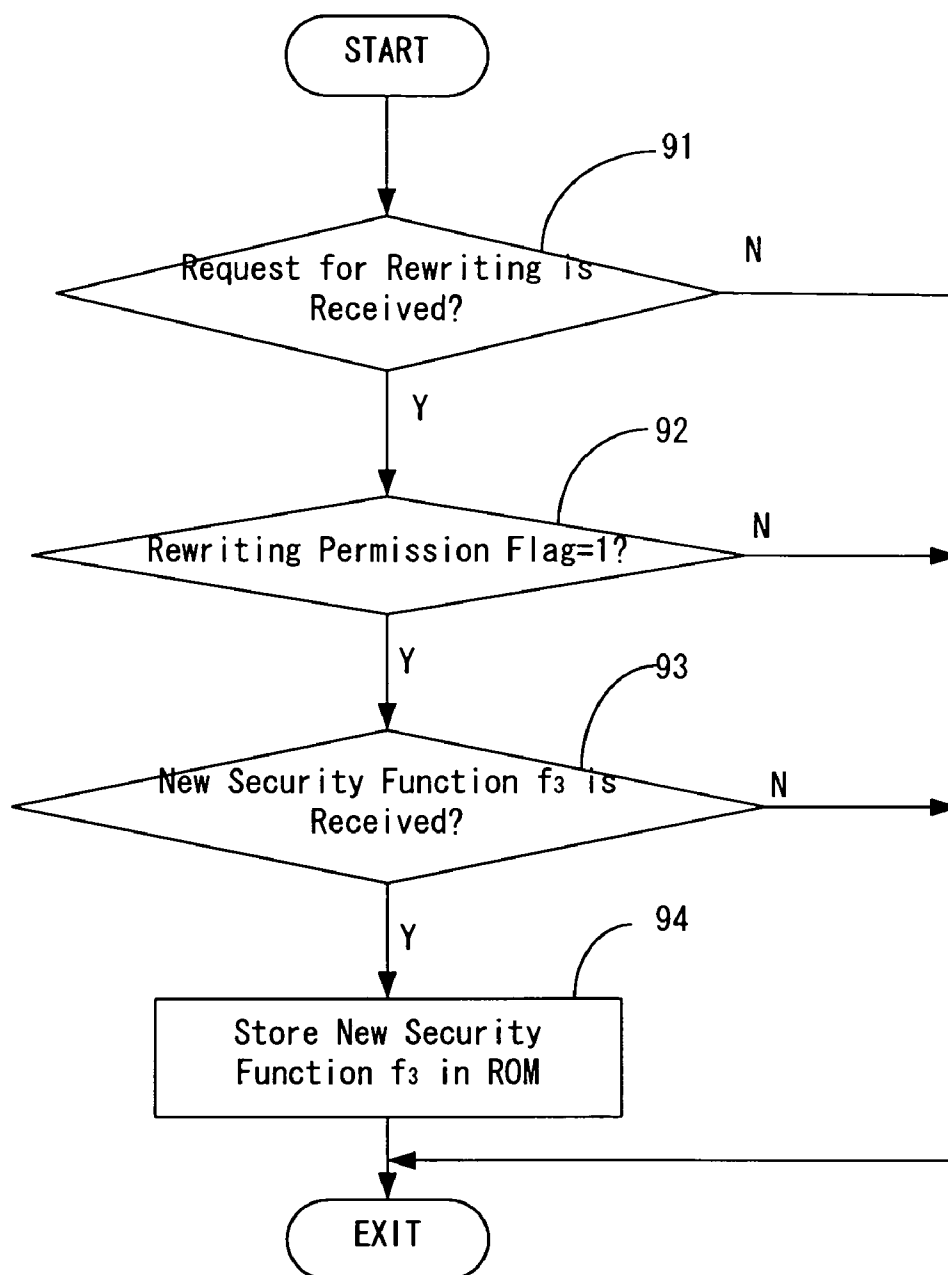 START
91
Request for Rewriting is
Received?
N
Y
92
Rewriting Permission Flag=1?
N
Y
93
New Security Function f₃ is
Received?
N
Y
94
Store New Security
Function f₃ in ROM
EXIT